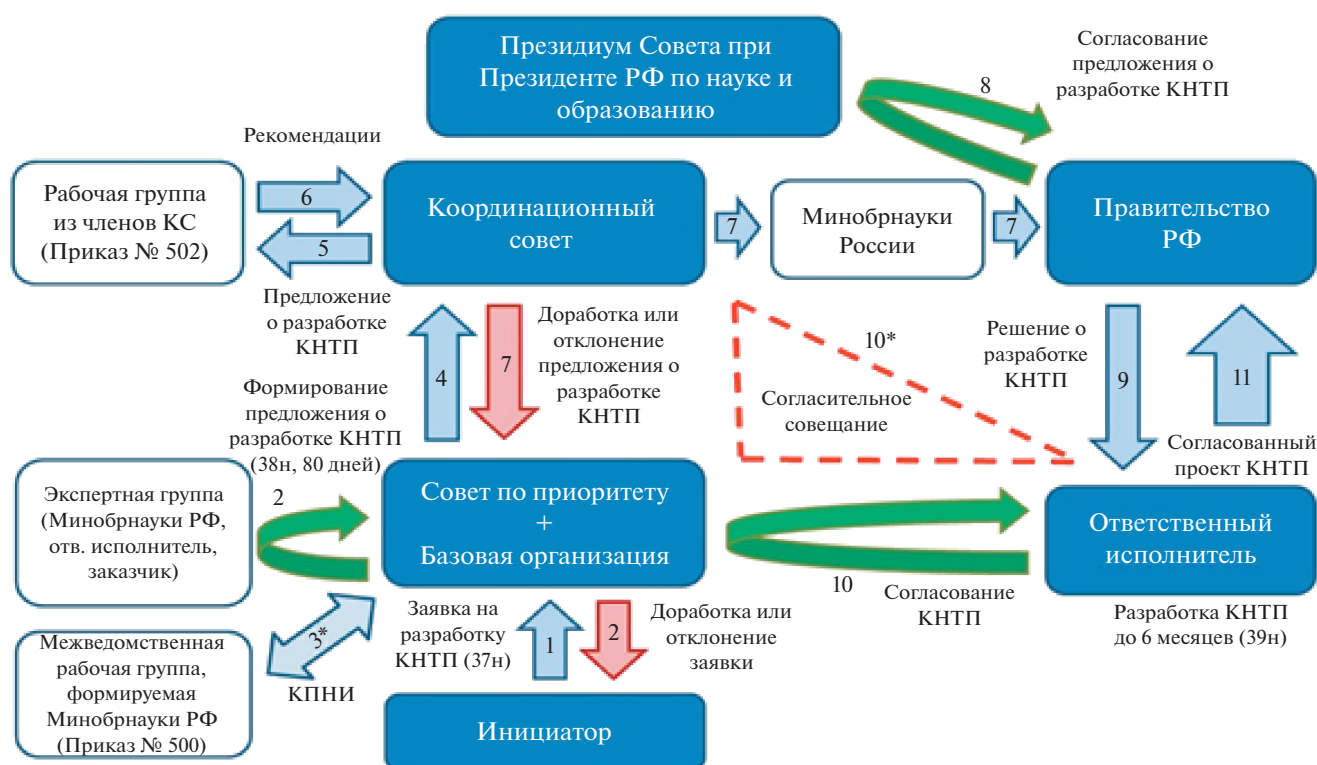 Президиум Совета при
Президенте РФ по науке и
образованию
8
Согласование
предложения о
разработке КНТП
Рекомендации
Рабочая группа
из членов КС
(Приказ № 502)
6
5
Координационный
совет
7
Минобрнауки
России
7
Правительство
РФ
Предложение
о разработке
КНТП
4
7
Доработка или
отклонение
предложения о
разработке
КНТП
10*
Согласительное
совещание
Решение о
разработке
КНТП
9
11
Согласованный
проект КНТП
Формирование
предложения о
разработке КНТП
(38н, 80 дней)
Экспертная группа
(Минобрнауки РФ,
отв. исполнитель,
заказчик)
2
Совет по приоритету
+
Базовая организация
10
Согласование
КНТП
Ответственный
исполнитель
Разработка КНТП
до 6 месяцев (39н)
Межведомственная
рабочая группа,
формируемая
Минобрнауки РФ
(Приказ № 500)
3*
КПНИ
Заявка на
разработку
КНТП (37н)
1
2
Доработка или
отклонение
заявки
Инициатор